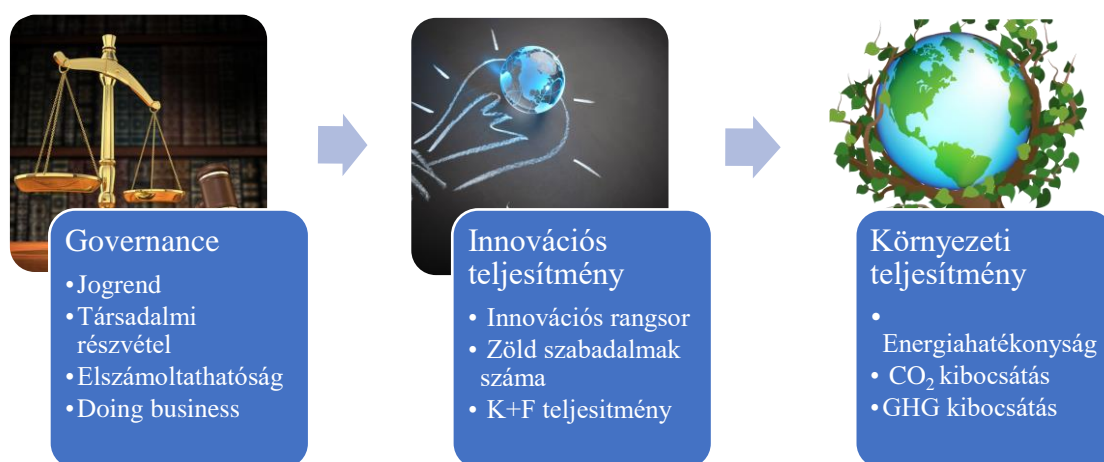 Governance
•Jogrend
•Társadalmi
részvétel
•Elszámoltathatóság
•Doing business
Innovációs
teljesítmény
• Innovációs rangsor
• Zöld szabadalmak
száma
• K+F teljesitmény
Környezeti
teljesítmény
•
Energiahatékonyság
• CO₂ kibocsátás
• GHG kibocsátás